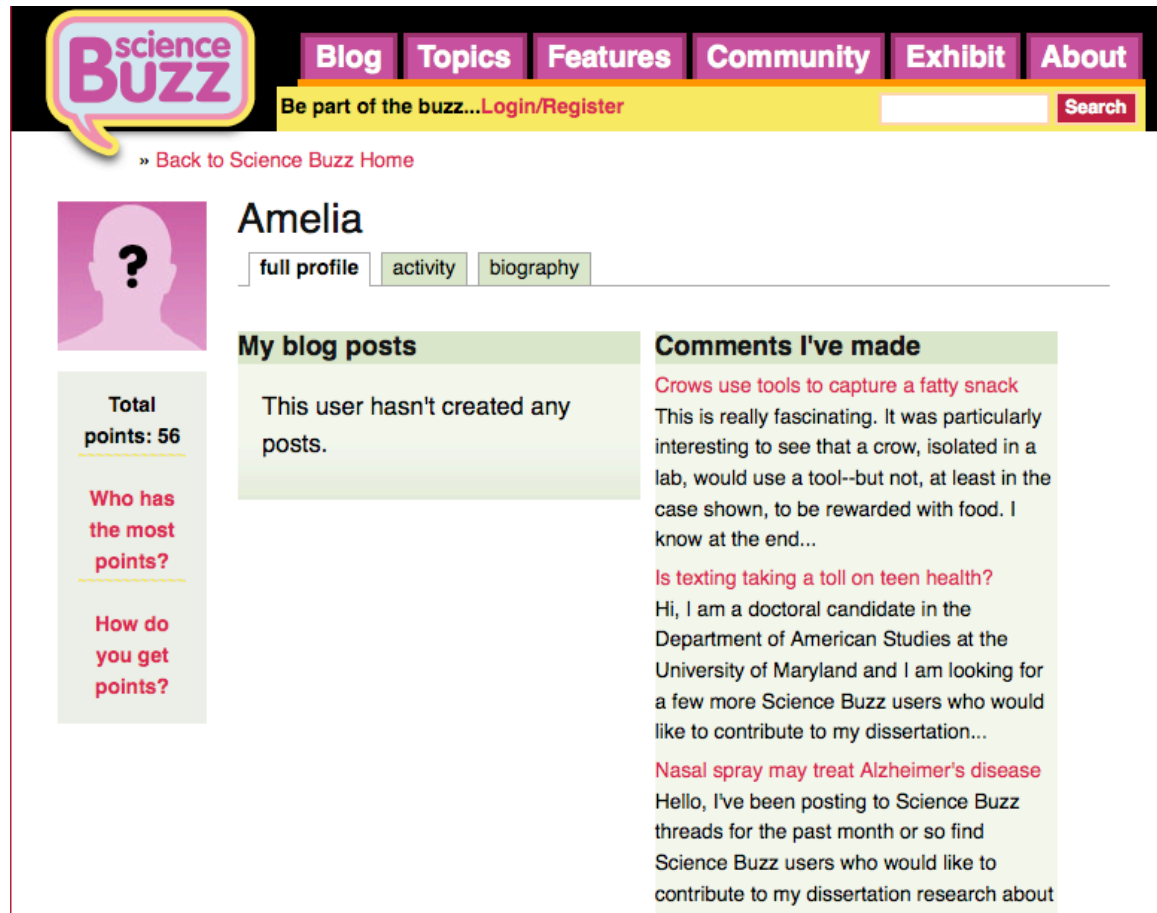 science
Buzz
Blog Topics Features Community Exhibit About
Be part of the buzz...Login/Register
Search
» Back to Science Buzz Home
?
Amelia
full profile activity biography
Total
points: 56
Who has
the most
points?
How do
you get
points?
My blog posts
This user hasn't created any
posts.
Comments I've made
Crows use tools to capture a fatty snack
This is really fascinating. It was particularly
interesting to see that a crow, isolated in a
lab, would use a tool--but not, at least in the
case shown, to be rewarded with food. I
know at the end...
Is texting taking a toll on teen health?
Hi, I am a doctoral candidate in the
Department of American Studies at the
University of Maryland and I am looking for
a few more Science Buzz users who would
like to contribute to my dissertation...
Nasal spray may treat Alzheimer's disease
Hello, I've been posting to Science Buzz
threads for the past month or so find
Science Buzz users who would like to
contribute to my dissertation research about